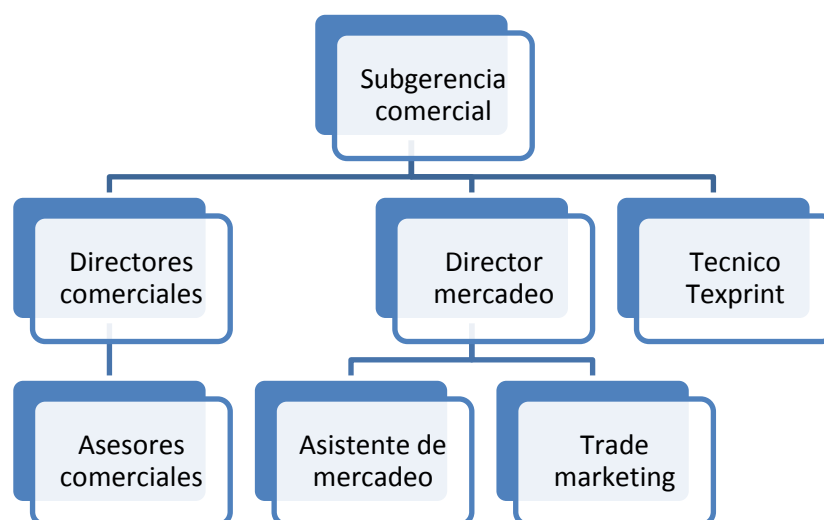 Subgerencia
comercial
Directores
comerciales
Director
mercadeo
Tecnico
Texprint
Asesores
comerciales
Asistente de
mercadeo
Trade
marketing